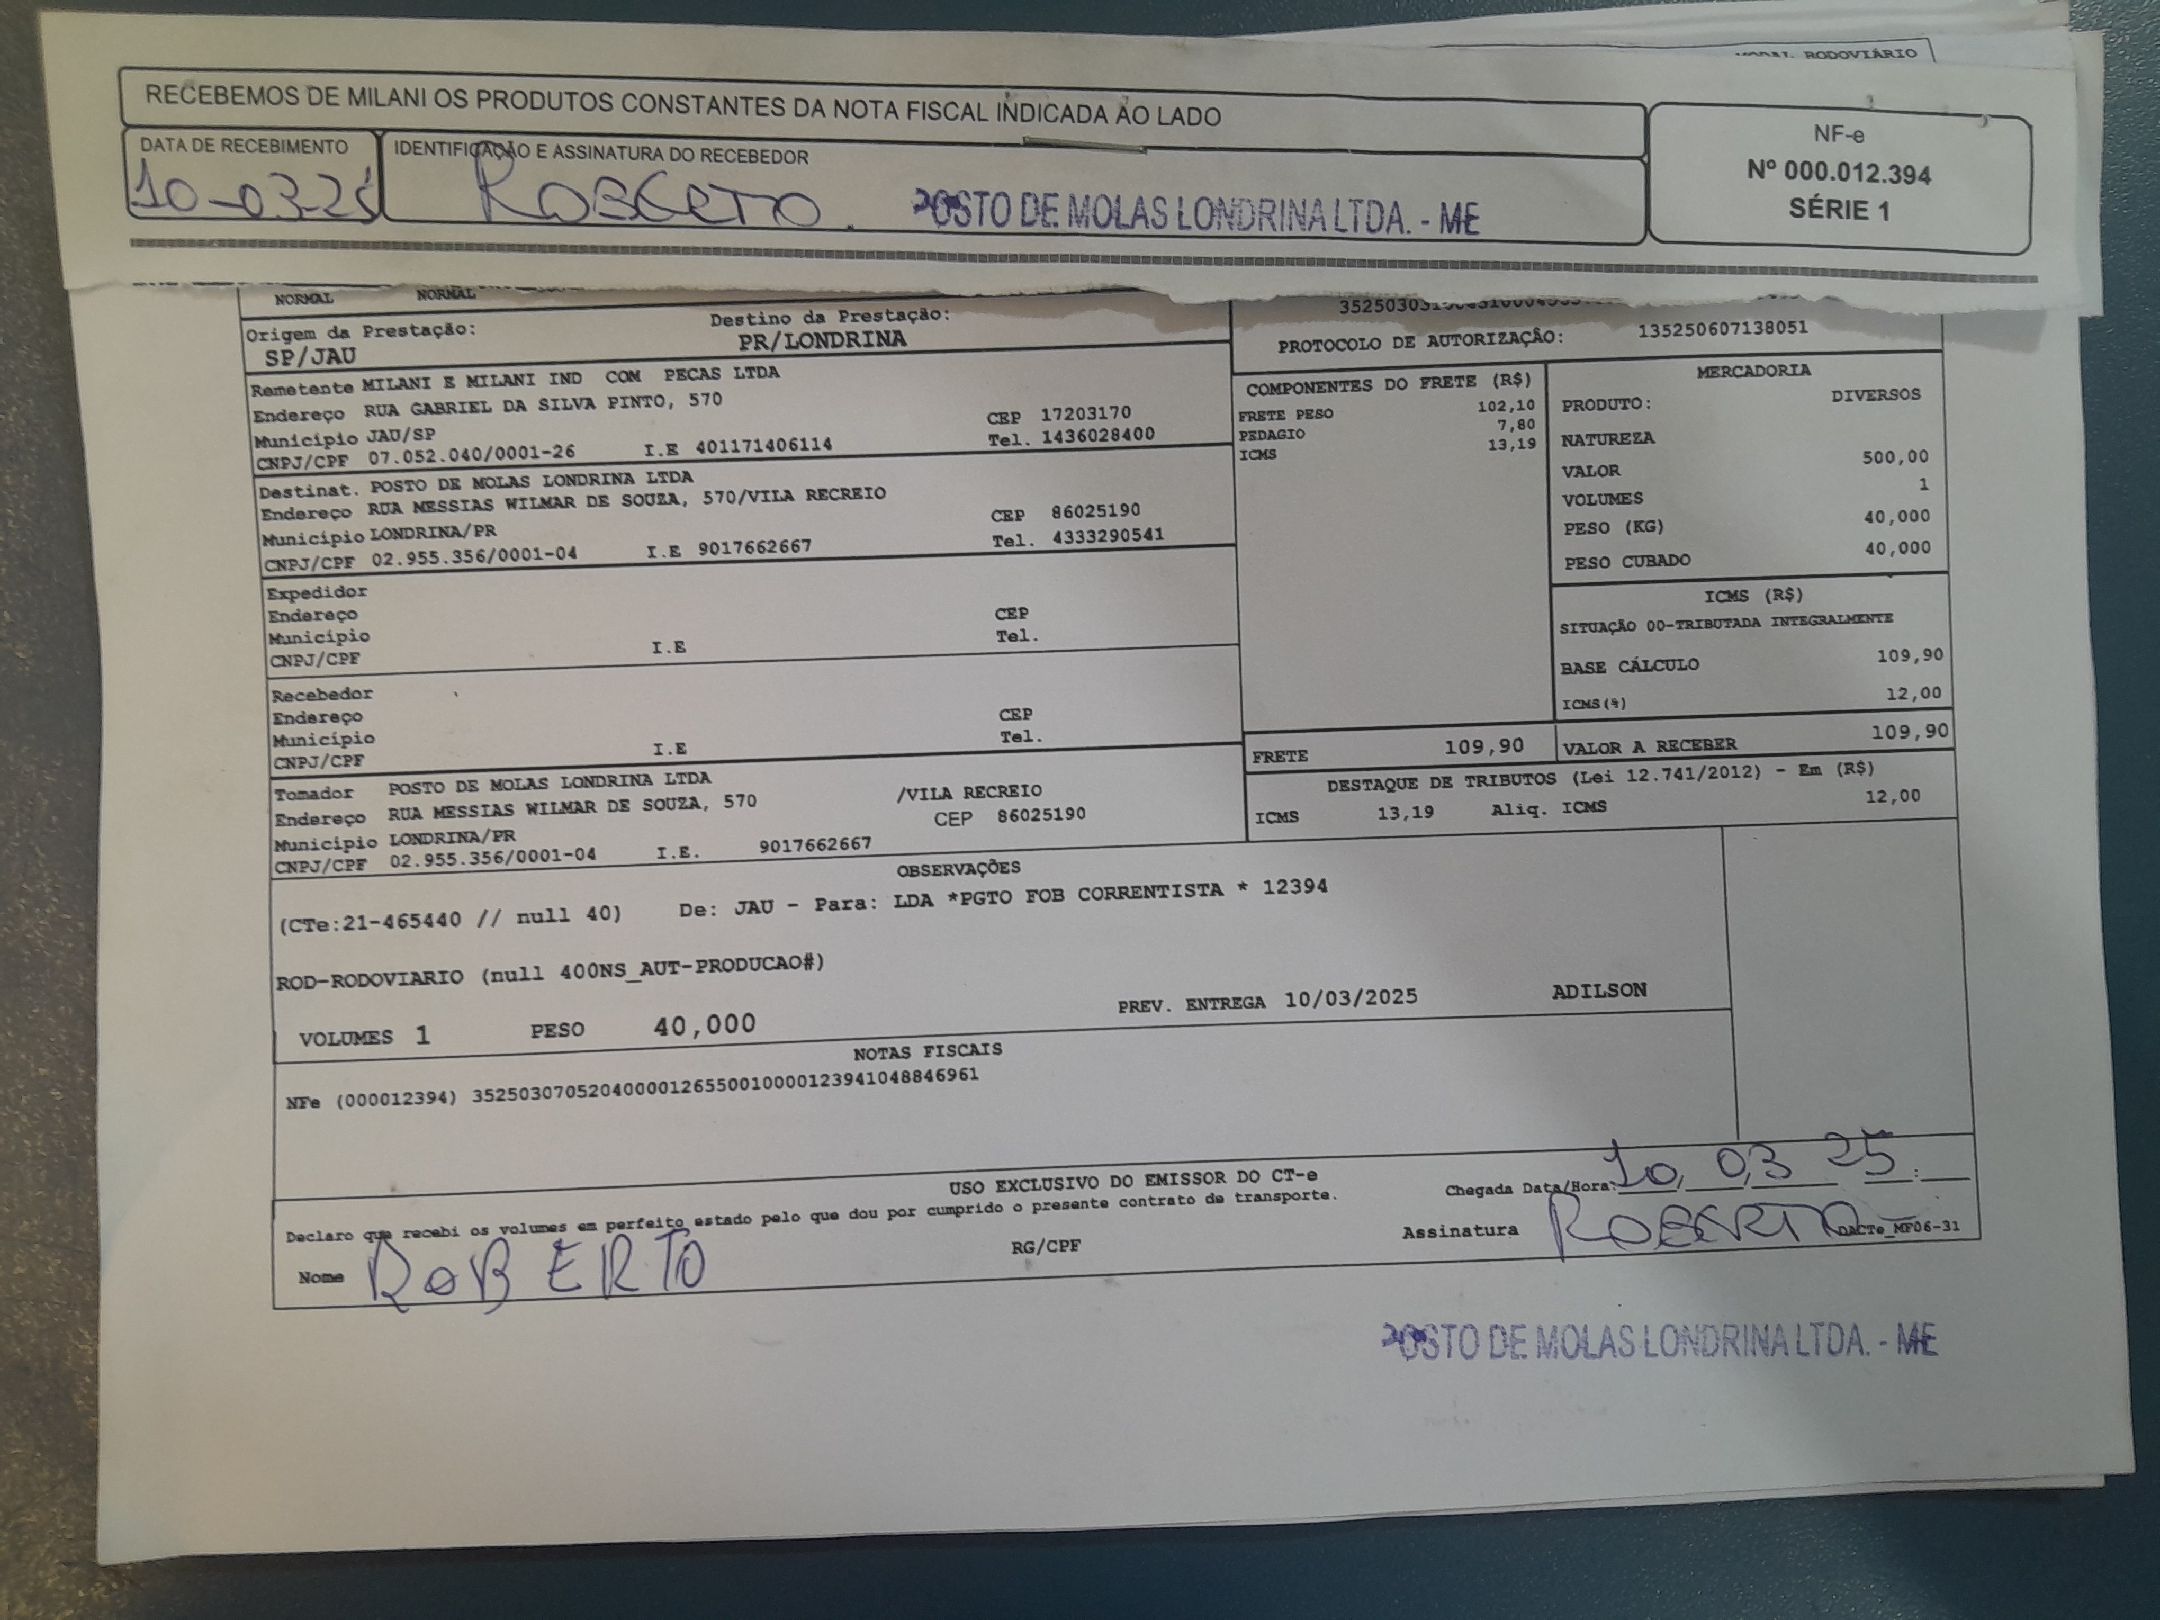 RODOVIÁRIO
RECEBEMOS DE MILANI OS PRODUTOS CONSTANTES DA NOTA FISCAL INDICADA AO LADO
DATA DE RECEBIMENTO
10-03-25
IDENTIFICAÇÃO E ASSINATURA DO RECEBEDOR
ROBERTO.
POSTO DE MOLAS LONDRINA LTDA. - ME
NF-e
Nº 000.012.394
SÉRIE 1
NORMAL NORMAL
Origem da Prestação: Destino da Prestação:
SP/JAU PR/LONDRINA
PROTOCOLO DE AUTORIZAÇÃO: 135250607138051
Remetente MILANI E MILANI IND COM PECAS LTDA
Endereço RUA GABRIEL DA SILVA PINTO, 570
CEP 17203170
Município JAU/SP
Tel. 1436028400
CNPJ/CPF 07.052.040/0001-26 I.E 401171406114
Destinat. POSTO DE MOLAS LONDRINA LTDA
Endereço RUA MESSIAS WILMAR DE SOUZA, 570/VILA RECREIO
CEP 86025190
Município LONDRINA/PR
Tel. 4333290541
CNPJ/CPF 02.955.356/0001-04 I.E 9017662667
Expedidor
Endereço CEP
Município Tel.
CNPJ/CPF I.E
Recebedor
Endereço CEP
Município Tel.
CNPJ/CPF I.E
Tomador POSTO DE MOLAS LONDRINA LTDA
Endereço RUA MESSIAS WILMAR DE SOUZA, 570 /VILA RECREIO
Município LONDRINA/PR CEP 86025190
CNPJ/CPF 02.955.356/0001-04 I.E. 9017662667
COMPONENTES DO FRETE (R$)
FRETE PESO 102,10
PEDAGIO 7,80
ICMS 13,19
MERCADORIA
PRODUTO: DIVERSOS
NATUREZA
VALOR 500,00
VOLUMES 1
PESO (KG) 40,000
PESO CUBADO 40,000
ICMS (R$)
SITUAÇÃO 00-TRIBUTADA INTEGRALMENTE
BASE CÁLCULO 109,90
ICMS(%) 12,00
FRETE 109,90 VALOR A RECEBER 109,90
DESTAQUE DE TRIBUTOS (Lei 12.741/2012) - Em (R$)
ICMS 13,19 Aliq. ICMS 12,00
OBSERVAÇÕES
(CTe:21-465440 // null 40) De: JAU - Para: LDA *PGTO FOB CORRENTISTA * 12394
ROD-RODOVIARIO (null 400NS_AUT-PRODUCAO#)
VOLUMES 1 PESO 40,000 PREV. ENTREGA 10/03/2025 ADILSON
NOTAS FISCAIS
NFe (000012394) 35250307052040000126550010000123941048846961
USO EXCLUSIVO DO EMISSOR DO CT-e
Declaro que recebi os volumes em perfeito estado pelo que dou por cumprido o presente contrato de transporte.
Chegada Data/Hora: 10 03 25 :
Nome ROBERTO RG/CPF Assinatura ROBERTO DACTe_MF06-31
POSTO DE MOLAS LONDRINA LTDA. - ME